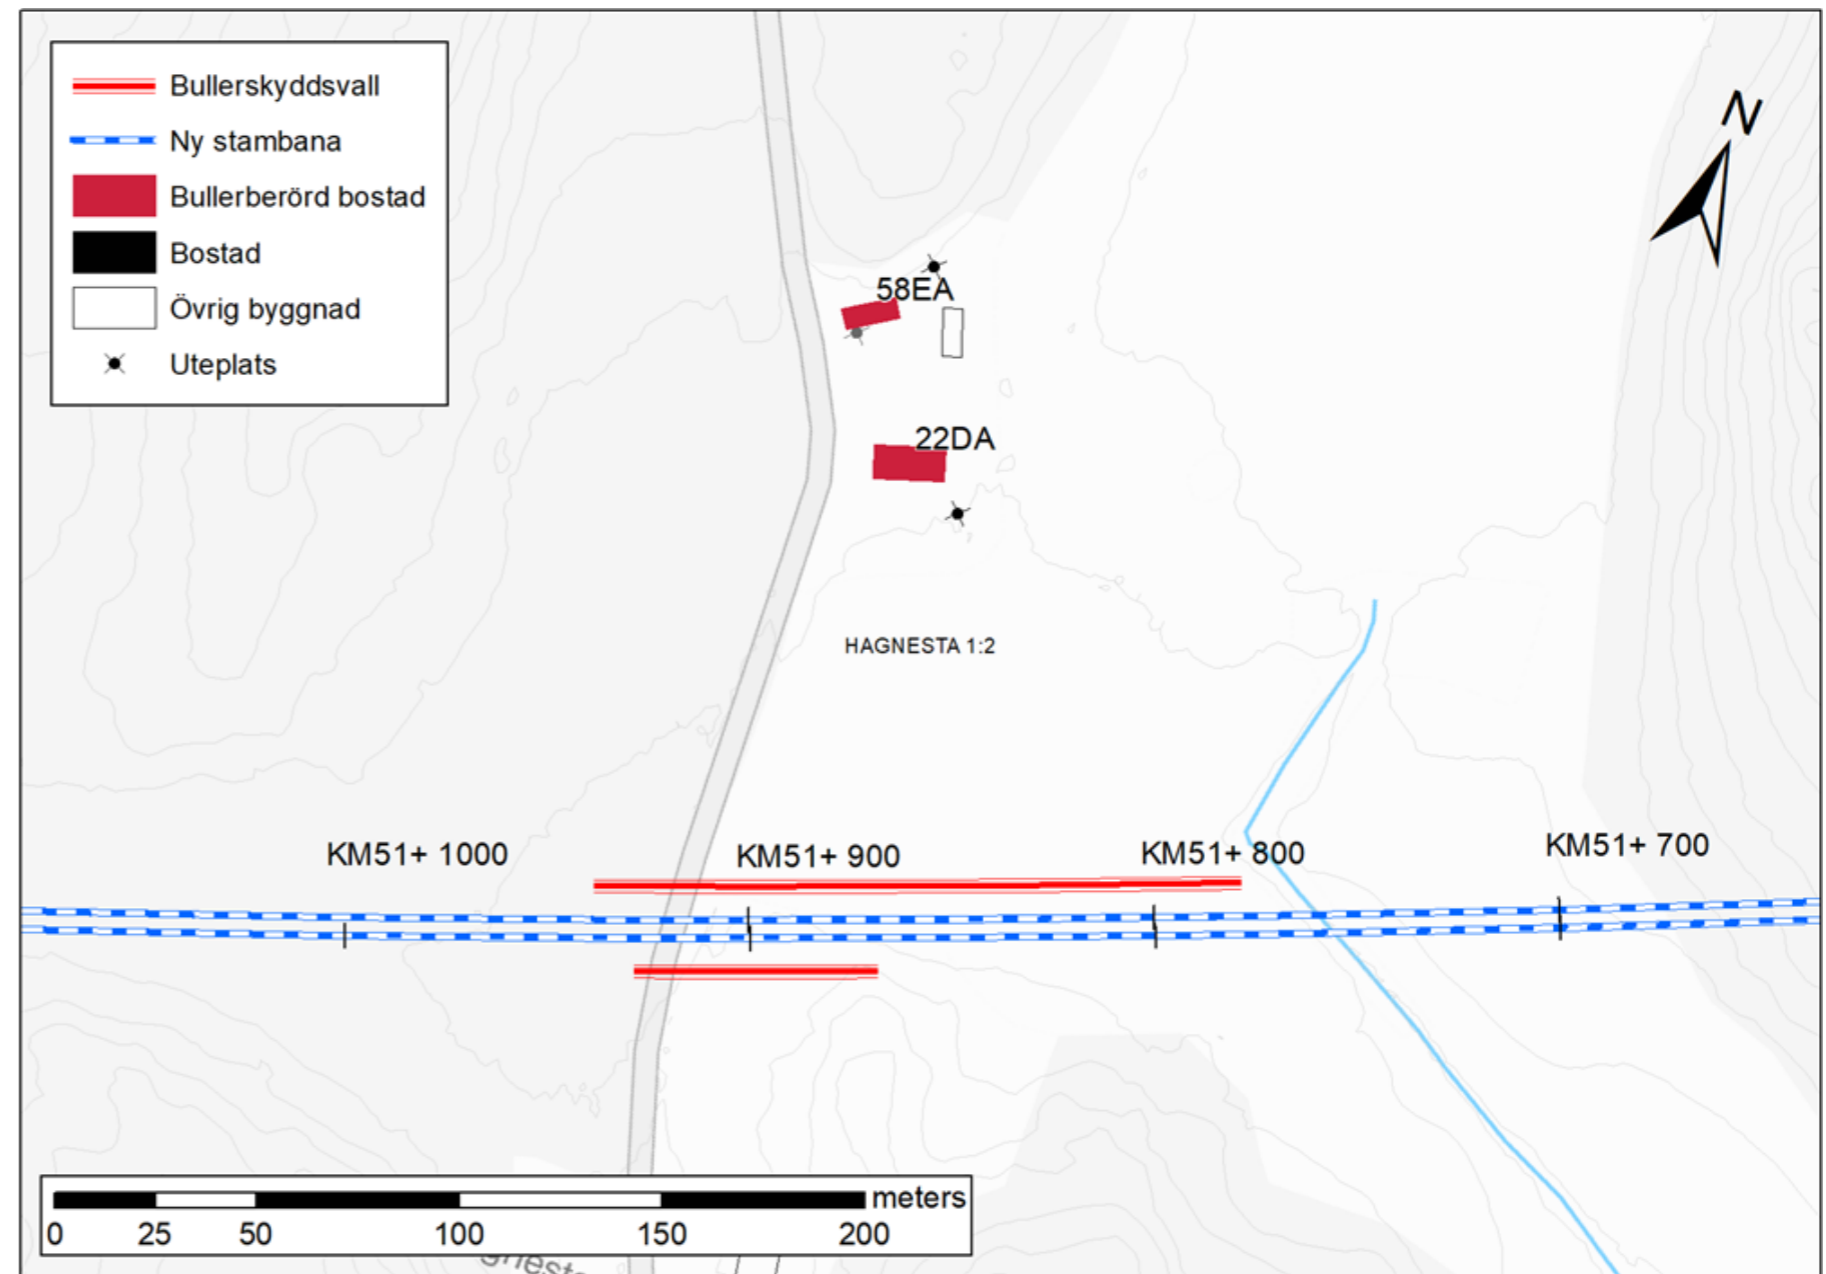 Bullerskyddsvall
Ny stambana
Bullerberörd bostad
Bostad
Övrig byggnad
Uteplats
N
58EA
22DA
HAGNESTA 1:2
KM51+ 1000
KM51+ 900
KM51+ 800
KM51+ 700
meters
0 25 50 100 150 200